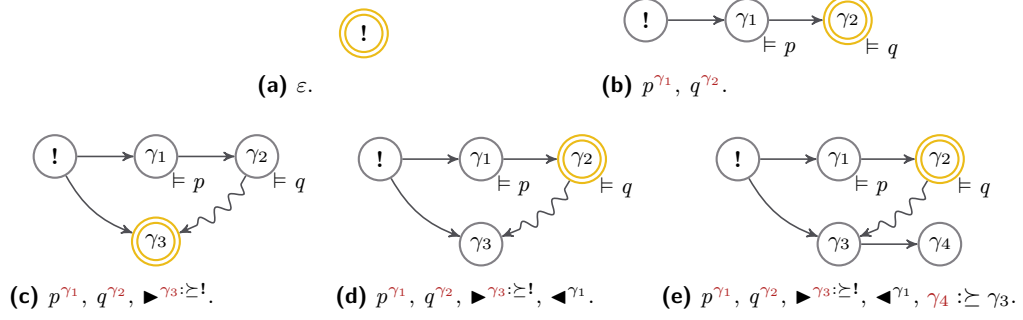 ! ! γ₁ γ₂
⊨ p ⊨ q
(a) ε. (b) p^γ₁, q^γ₂.
! γ₁ γ₂ ! γ₁ γ₂ ! γ₁ γ₂
⊨ p ⊨ q ⊨ p ⊨ q ⊨ p ⊨ q
γ₃ γ₃ γ₃ γ₄
(c) p^γ₁, q^γ₂, ▶^γ₃:⪰!. (d) p^γ₁, q^γ₂, ▶^γ₃:⪰!, ◀^γ₁. (e) p^γ₁, q^γ₂, ▶^γ₃:⪰!, ◀^γ₁, γ₄ :⪰ γ₃.